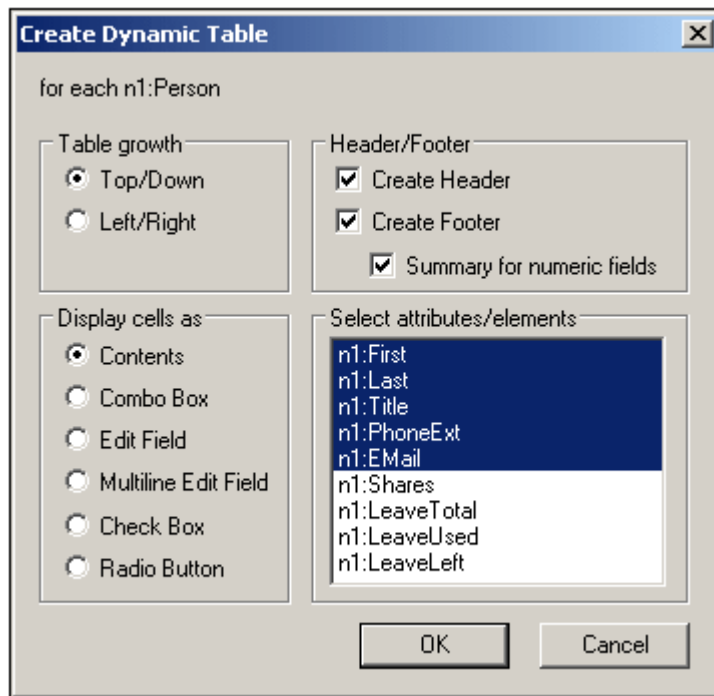 Create Dynamic Table
for each n1:Person
Table growth
Top/Down
Left/Right
Header/Footer
Create Header
Create Footer
Summary for numeric fields
Display cells as
Contents
Combo Box
Edit Field
Multiline Edit Field
Check Box
Radio Button
Select attributes/elements
n1:First
n1:Last
n1:Title
n1:PhoneExt
n1:EMail
n1:Shares
n1:LeaveTotal
n1:LeaveUsed
n1:LeaveLeft
OK
Cancel